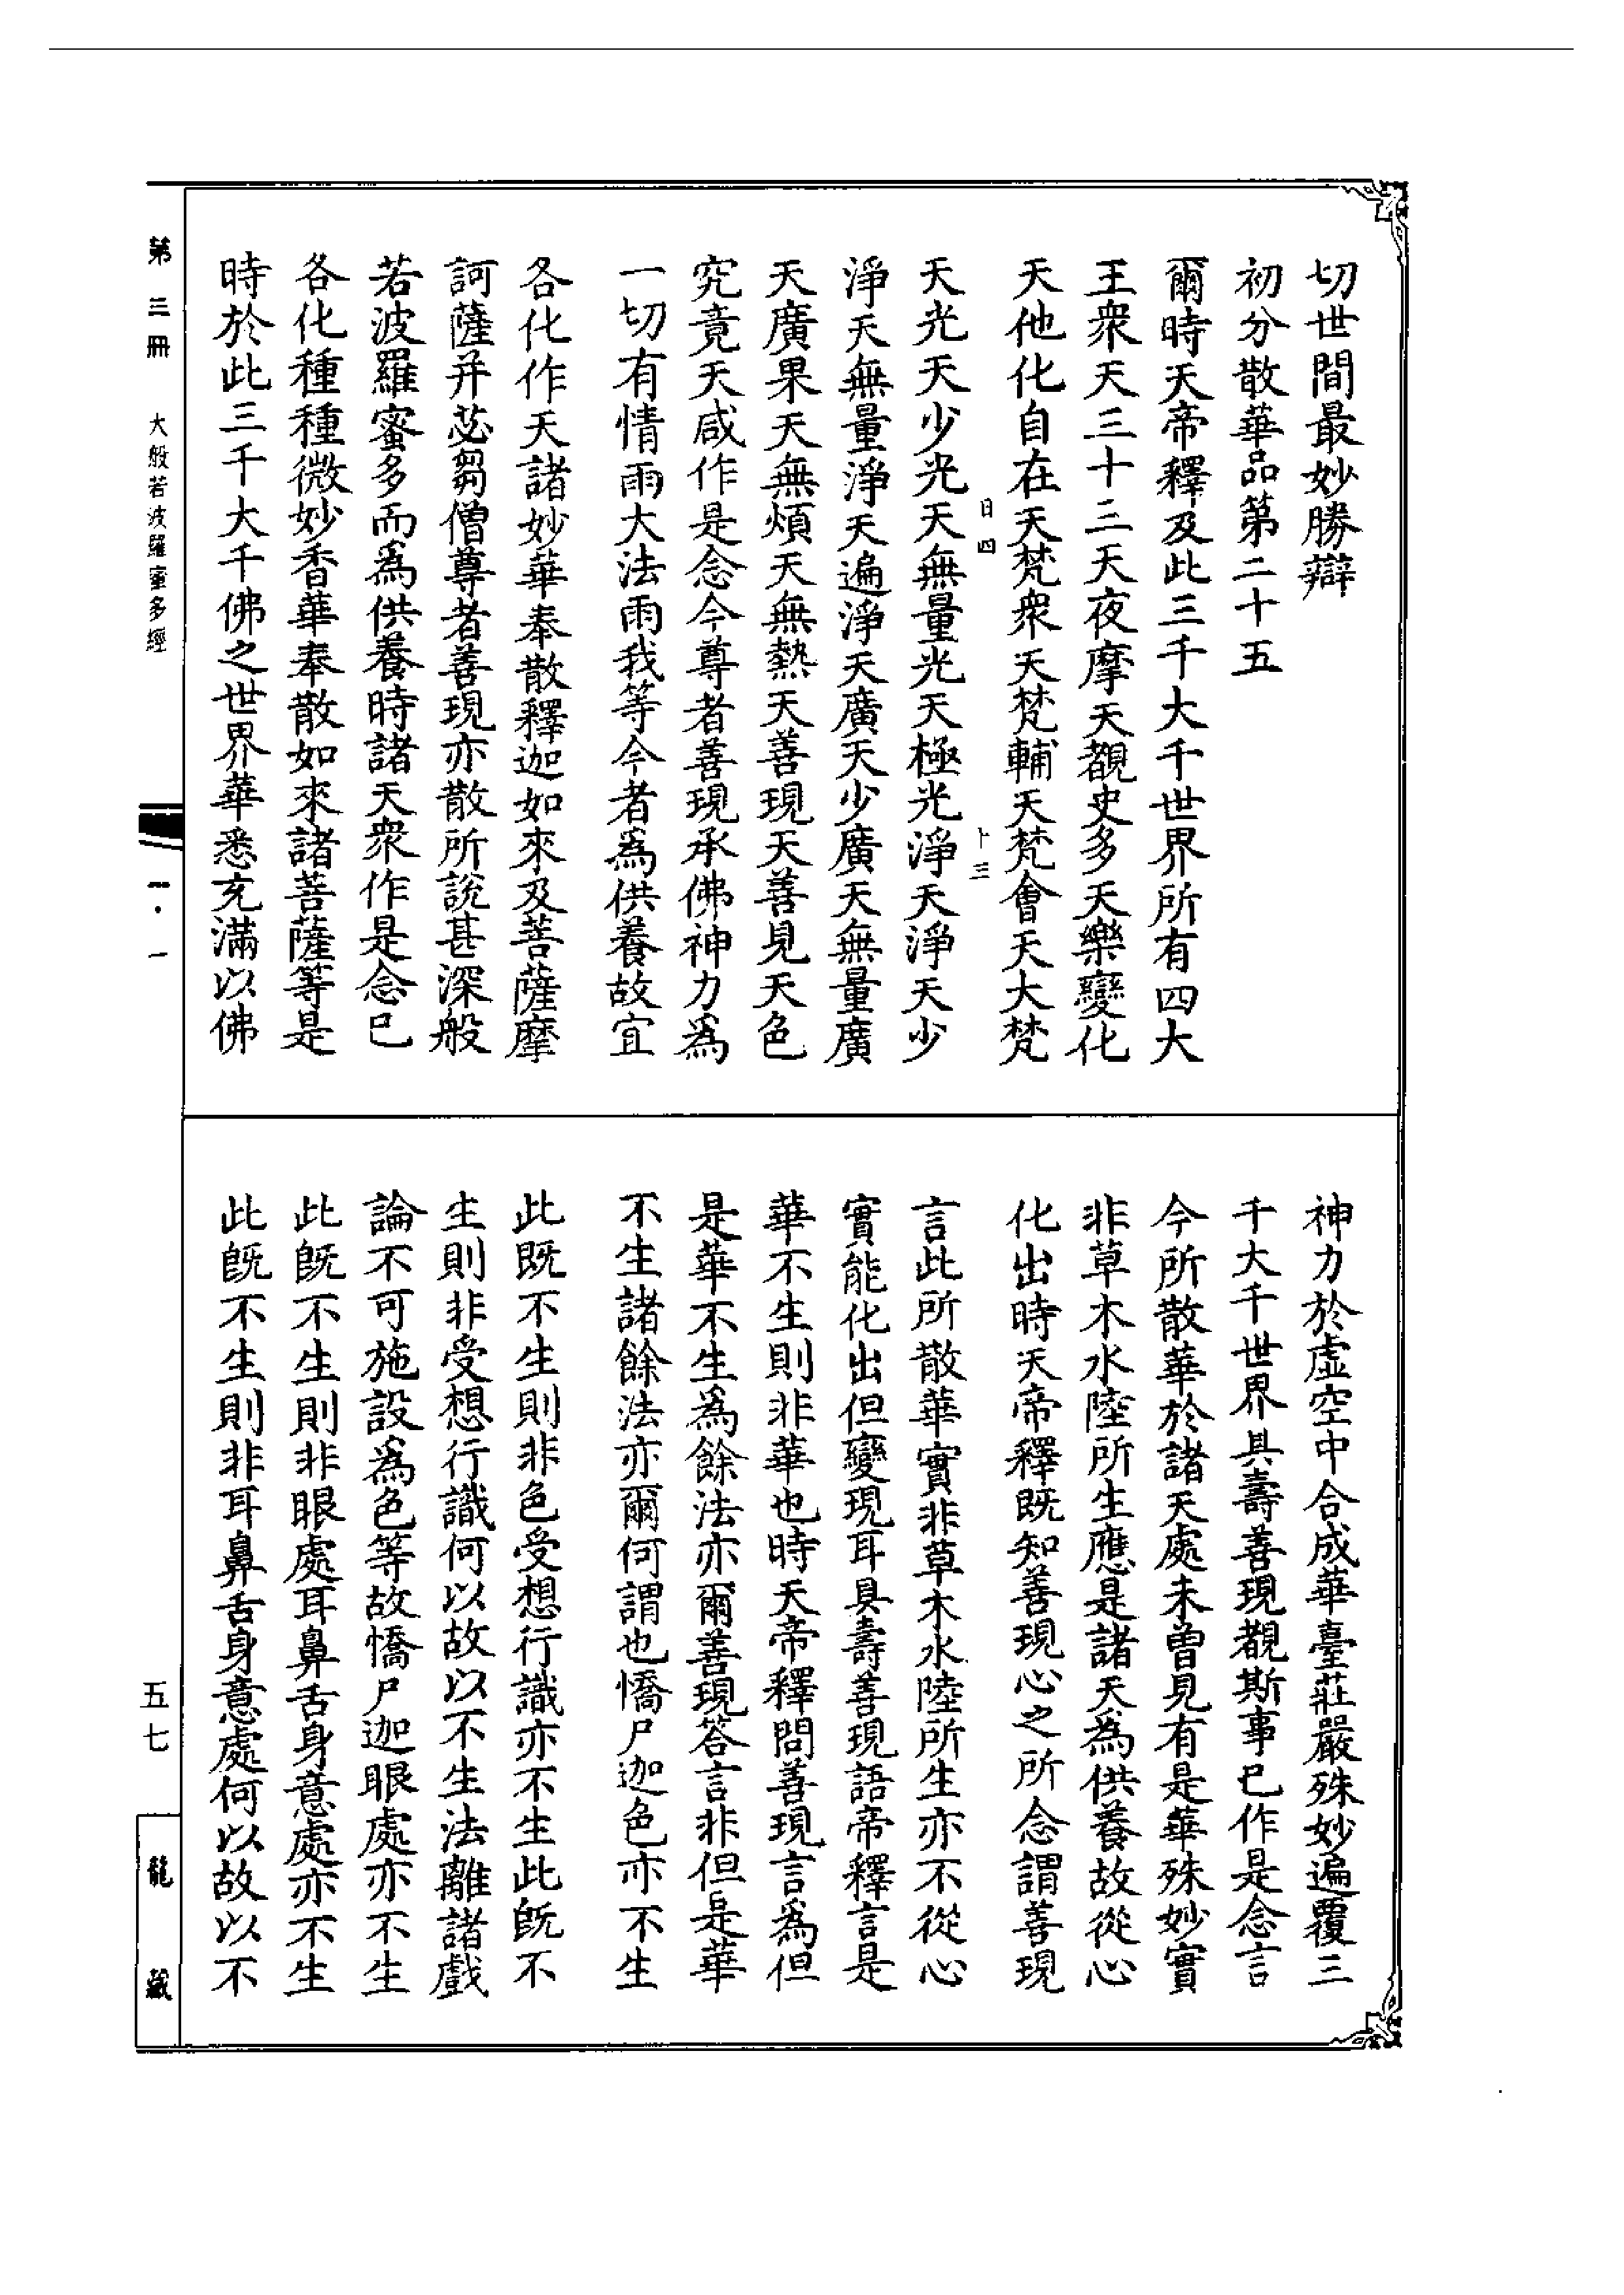 切世間最妙勝辯
初分散華品第二十五
爾時天帝釋及此三千大千世界所有四大
王衆天三十三天夜摩天覩史多天樂變化
天他化自在天梵衆天梵輔天梵會天大梵
日四
十三
天光天少光天無量光天極光淨天淨天少
淨天無量淨天遍淨天廣天少廣天無量廣
天廣果天無煩天無熱天善現天善見天色
究竟天咸作是念今尊者善現承佛神力爲
一切有情雨大法雨我等今者爲供養故宜
各化作天諸妙華奉散釋迦如來及菩薩摩
訶薩幷苾芻僧尊者善現亦散所說甚深般
若波羅蜜多而爲供養時諸天衆作是念已
各化種種微妙香華奉散如來諸菩薩等是
時於此三千大千佛之世界華悉充滿以佛
神力於虛空中合成華臺莊嚴殊妙遍覆三
千大千世界具壽善現覩斯事已作是念言
今所散華於諸天處未曾見有是華殊妙實
非草木水陸所生應是諸天為供養故從心
化出時天帝釋既知善現心之所念謂善現
言此所散華實非草木水陸所生亦不從心
實能化出但變現耳具壽善現語帝釋言是
華不生則非華也時天帝釋問善現言爲但
是華不生爲餘法亦爾善現答言非但是華
不生諸餘法亦爾何謂也憍尸迦色亦不生
此既不生則非色受想行識亦不生此既不
生則非受想行識何以故以不生法離諸戲
論不可施設爲色等故憍尸迦眼處亦不生
此既不生則非眼處耳鼻舌身意處亦不生
此既不生則非耳鼻舌身意處何以故以不
第三冊
大般若波羅蜜多經
一·一
五七
龍藏